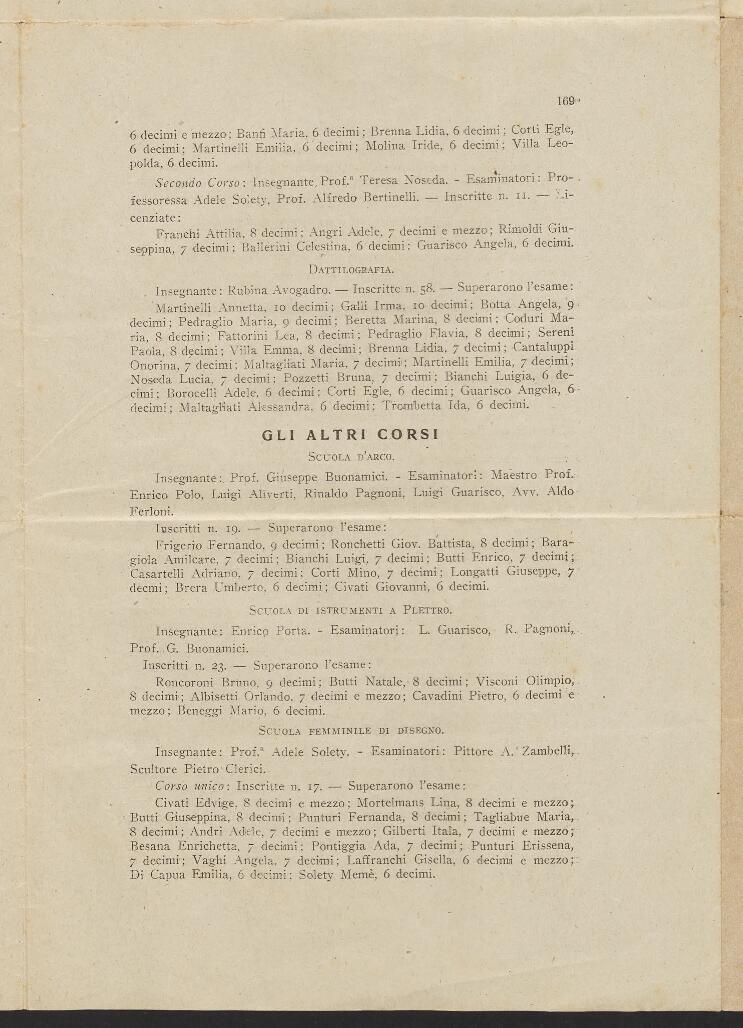 169
6 decimi e mezzo; Banfi Maria, 6 decimi; Brenna Lidia, 6 decimi; Corti Egle,
6 decimi; Martinelli Emilia, 6 decimi; Molina Iride, 6 decimi; Villa Leo-
polda, 6 decimi.
Secondo Corso: Insegnante, Prof.ª Teresa Noseda. - Esaminatori: Pro-
fessoressa Adele Solety, Prof. Alfredo Bertinelli. — Inscritte n. 11. — Li-
cenziate:
Franchi Attilia, 8 decimi; Angri Adele, 7 decimi e mezzo; Rimoldi Giu-
seppina, 7 decimi; Ballerini Celestina, 6 decimi; Guarisco Angela, 6 decimi.
DATTILOGRAFIA.
Insegnante: Rubina Avogadro. — Inscritte n. 58. — Superarono l'esame:
Martinelli Annetta, 10 decimi; Galli Irma, 10 decimi; Botta Angela, 9
decimi; Pedraglio Maria, 9 decimi; Beretta Marina, 8 decimi; Coduri Ma-
ria, 8 decimi; Fattorini Lea, 8 decimi; Pedraglio Flavia, 8 decimi; Sereni
Paola, 8 decimi; Villa Emma, 8 decimi; Brenna Lidia, 7 decimi; Cantaluppi
Onorina, 7 decimi; Maltagliati Maria, 7 decimi; Martinelli Emilia, 7 decimi;
Noseda Lucia, 7 decimi; Pozzetti Bruna, 7 decimi; Bianchi Luigia, 6 de-
cimi; Borocelli Adele, 6 decimi; Corti Egle, 6 decimi; Guarisco Angela, 6
decimi; Maltagliati Alessandra, 6 decimi; Trombetta Ida, 6 decimi.
GLI ALTRI CORSI
SCUOLA D'ARCO.
Insegnante: Prof. Giuseppe Buonamici. - Esaminatori: Maestro Prof.
Enrico Polo, Luigi Aliverti, Rinaldo Pagnoni, Luigi Guarisco, Avv. Aldo
Ferloni.
Iuscritti n. 19. — Superarono l'esame:
Frigerio Fernando, 9 decimi; Ronchetti Giov. Battista, 8 decimi; Bara-
giola Amilcare, 7 decimi; Bianchi Luigi, 7 decimi; Butti Enrico, 7 decimi;
Casartelli Adriano, 7 decimi; Corti Mino, 7 decimi; Longatti Giuseppe, 7
decmi; Brera Umberto, 6 decimi; Civati Giovanni, 6 decimi.
SCUOLA DI ISTRUMENTI A PLETTRO.
Insegnante: Enrico Porta. - Esaminatori: L. Guarisco, R. Pagnoni,
Prof. G. Buonamici.
Inscritti n. 23. — Superarono l'esame:
Roncoroni Bruno, 9 decimi; Butti Natale, 8 decimi; Visconi Olimpio,
8 decimi; Albisetti Orlando, 7 decimi e mezzo; Cavadini Pietro, 6 decimi e
mezzo; Beneggi Mario, 6 decimi.
SCUOLA FEMMINILE DI DISEGNO.
Insegnante: Prof.ª Adele Solety. - Esaminatori: Pittore A. Zambelli,
Scultore Pietro Clerici.
Corso unico: Inscritte n. 17. — Superarono l'esame:
Civati Edvige, 8 decimi e mezzo; Mortelmans Lina, 8 decimi e mezzo;
Butti Giuseppina, 8 decimi; Punturi Fernanda, 8 decimi; Tagliabue Maria,
8 decimi; Andri Adele, 7 decimi e mezzo; Gilberti Itala, 7 decimi e mezzo;
Besana Enrichetta, 7 decimi; Pontiggia Ada, 7 decimi; Punturi Erissena,
7 decimi; Vaghi Angela, 7 decimi; Laffranchi Gisella, 6 decimi e mezzo;
Di Capua Emilia, 6 decimi; Solety Memè, 6 decimi.